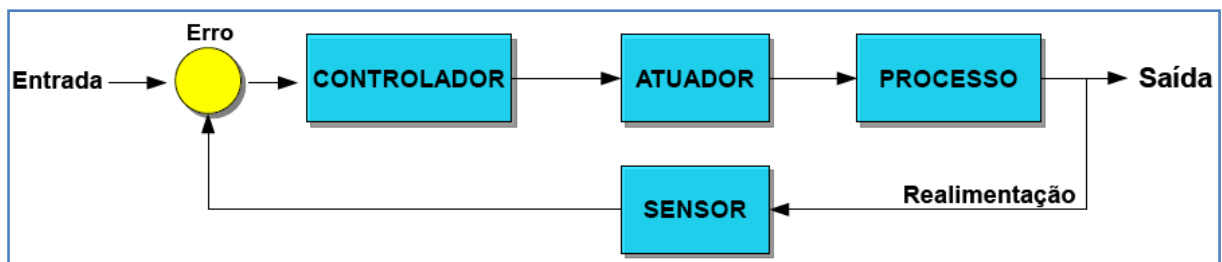 Erro
Entrada
CONTROLADOR
ATUADOR
PROCESSO
Saída
Realimentação
SENSOR